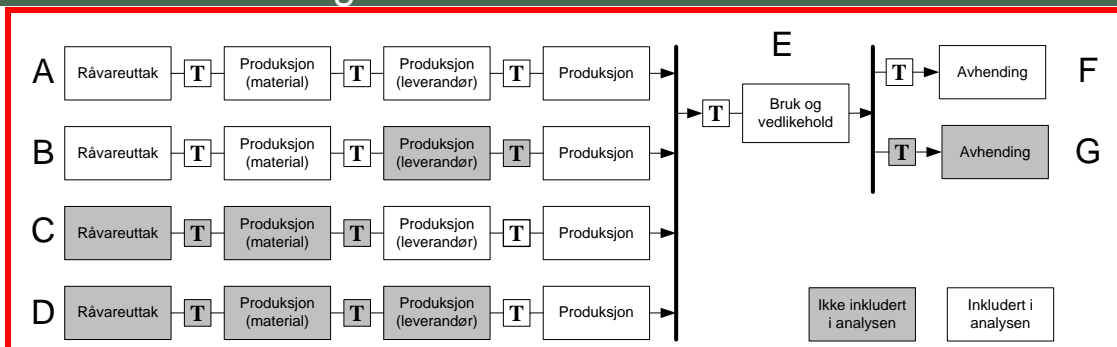 E
A
Råvareuttak
T
Produksjon
(material)
T
Produksjon
(leverandør)
T
Produksjon
T
Bruk og
vedlikehold
T
Avhending
F
B
Råvareuttak
T
Produksjon
(material)
T
Produksjon
(leverandør)
T
Produksjon
T
Avhending
G
C
Råvareuttak
T
Produksjon
(material)
T
Produksjon
(leverandør)
T
Produksjon
D
Råvareuttak
T
Produksjon
(material)
T
Produksjon
(leverandør)
T
Produksjon
Ikke inkludert
i analysen
Inkludert i
analysen